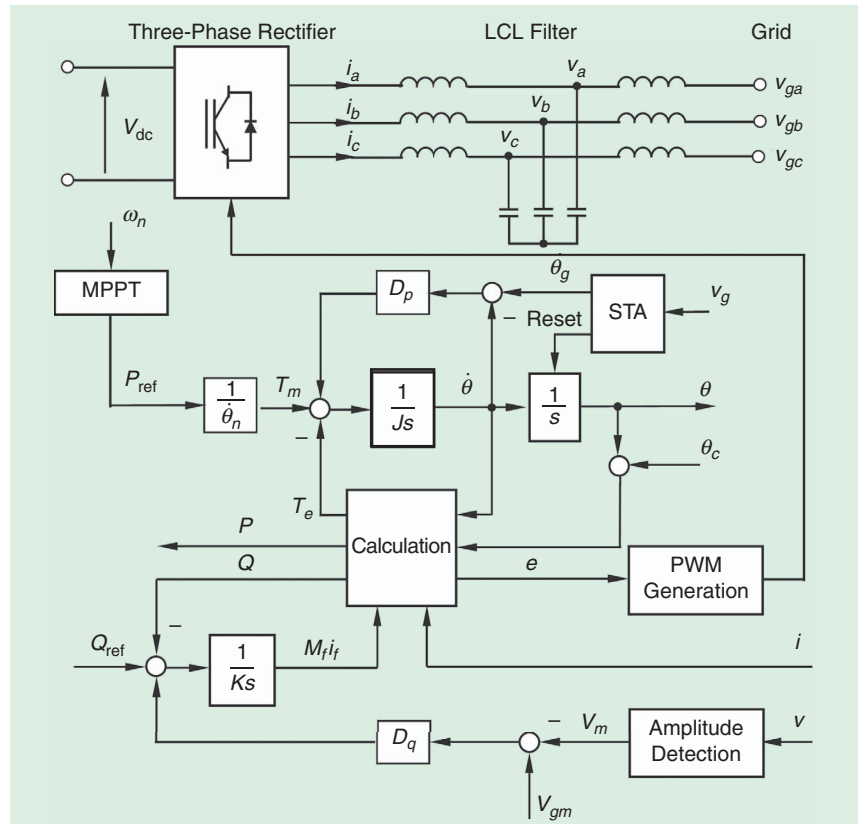 Three-Phase Rectifier
LCL Filter
Grid
V_dc
i_a
i_b
i_c
v_a
v_b
v_c
v_ga
v_gb
v_gc
ω_n
MPPT
P_ref
1
θ̇_n
T_m
–
D_p
–
θ̇_g
Reset
STA
v_g
1
Js
θ̇
1
s
θ
θ_c
T_e
P
Q
Calculation
e
PWM
Generation
–
Q_ref
1
Ks
M_f i_f
i
D_q
–
V_m
Amplitude
Detection
v
V_gm